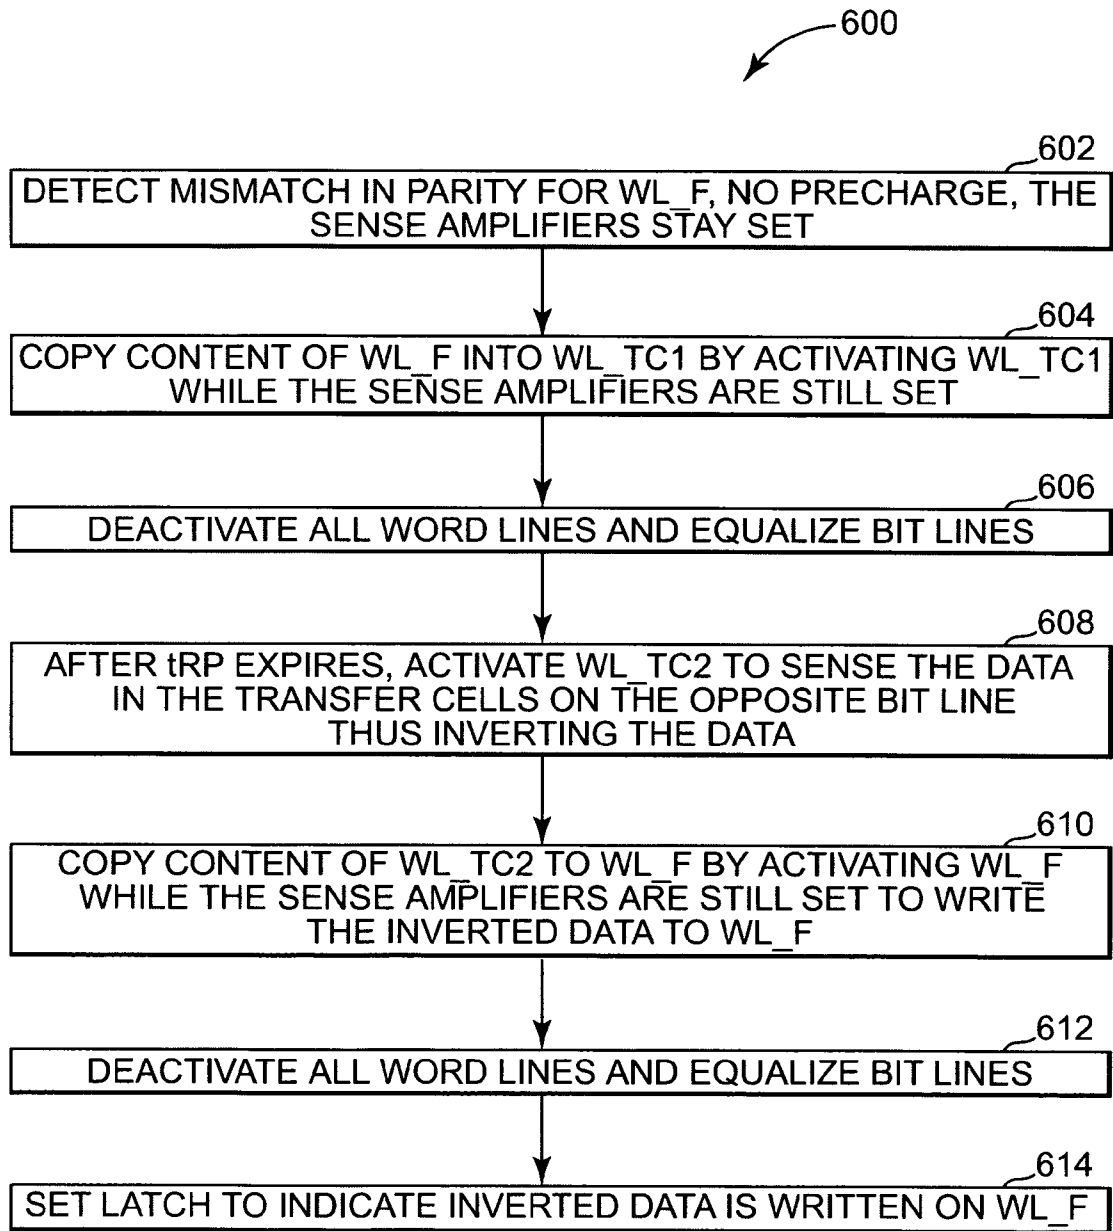 600
602
DETECT MISMATCH IN PARITY FOR WL_F, NO PRECHARGE, THE
SENSE AMPLIFIERS STAY SET
604
COPY CONTENT OF WL_F INTO WL_TC1 BY ACTIVATING WL_TC1
WHILE THE SENSE AMPLIFIERS ARE STILL SET
606
DEACTIVATE ALL WORD LINES AND EQUALIZE BIT LINES
608
AFTER tRP EXPIRES, ACTIVATE WL_TC2 TO SENSE THE DATA
IN THE TRANSFER CELLS ON THE OPPOSITE BIT LINE
THUS INVERTING THE DATA
610
COPY CONTENT OF WL_TC2 TO WL_F BY ACTIVATING WL_F
WHILE THE SENSE AMPLIFIERS ARE STILL SET TO WRITE
THE INVERTED DATA TO WL_F
612
DEACTIVATE ALL WORD LINES AND EQUALIZE BIT LINES
614
SET LATCH TO INDICATE INVERTED DATA IS WRITTEN ON WL_F